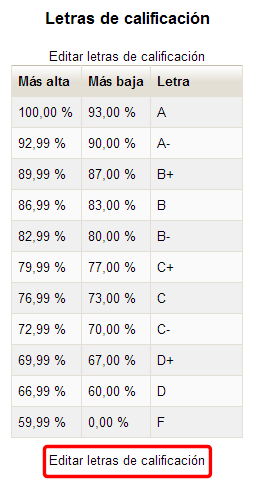 Letras de calificación
Editar letras de calificación
Más alta Más baja Letra
100,00 % 93,00 % A
92,99 % 90,00 % A-
89,99 % 87,00 % B+
86,99 % 83,00 % B
82,99 % 80,00 % B-
79,99 % 77,00 % C+
76,99 % 73,00 % C
72,99 % 70,00 % C-
69,99 % 67,00 % D+
66,99 % 60,00 % D
59,99 % 0,00 % F
Editar letras de calificación